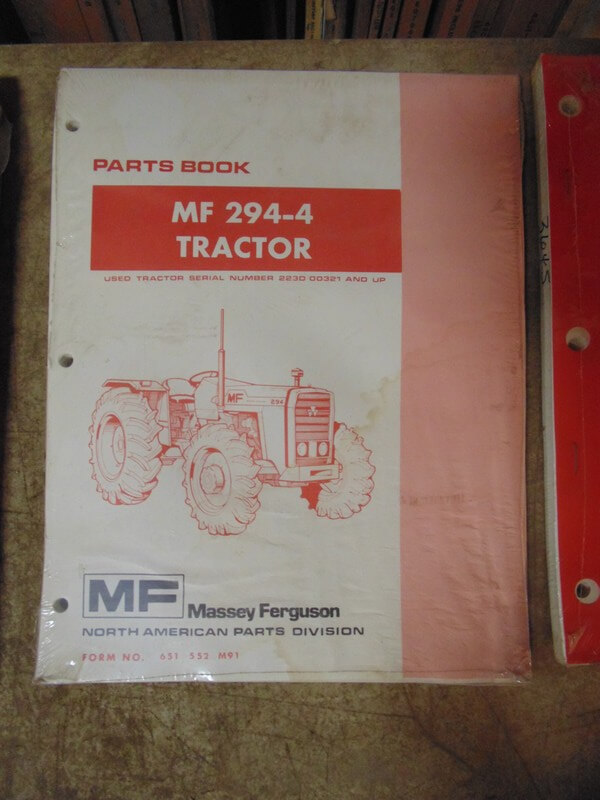 PARTS BOOK
MF 294-4
TRACTOR
USED TRACTOR SERIAL NUMBER 2230 00321 AND UP
MF
294
MF
Massey Ferguson
NORTH AMERICAN PARTS DIVISION
FORM NO. 651 552 M91
3645